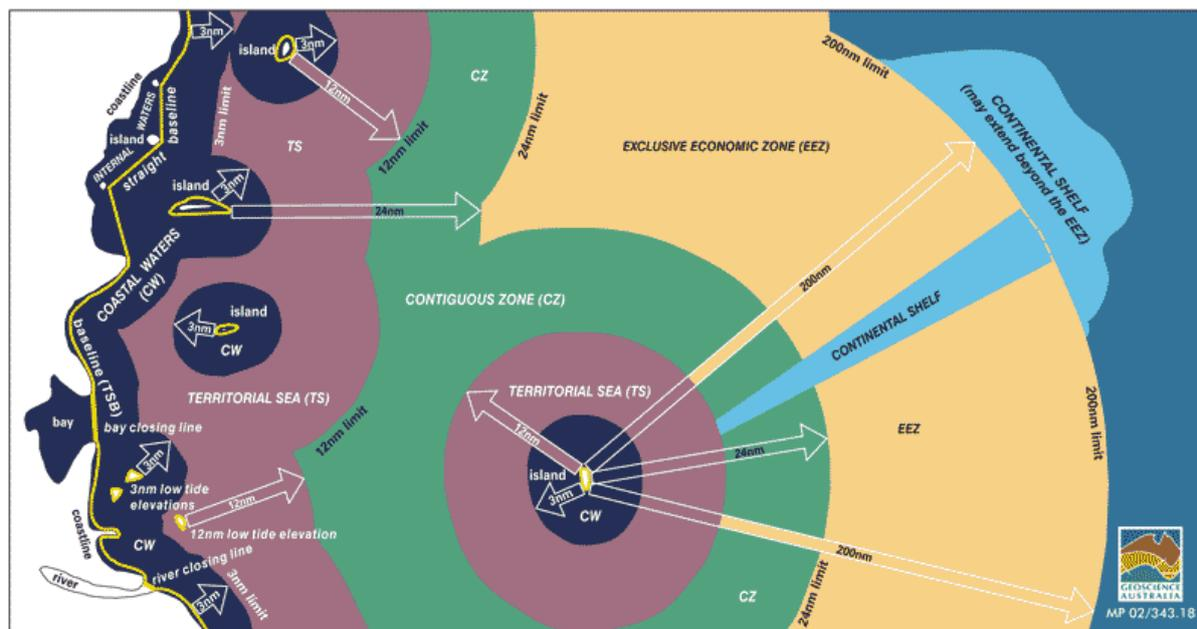 3nm
island
3nm
12nm
CZ
200nm limit
coastline
INTERNAL WATERS
island
straight baseline
3nm limit
TS
12nm limit
24nm limit
EXCLUSIVE ECONOMIC ZONE (EEZ)
CONTINENTAL SHELF
(may extend beyond the EEZ)
island
3nm
24nm
COASTAL WATERS
(CW)
200nm
CONTIGUOUS ZONE (CZ)
island
3nm
CW
CONTINENTAL SHELF
baseline (TSB)
TERRITORIAL SEA (TS)
TERRITORIAL SEA (TS)
12nm limit
12nm
200nm limit
bay
bay closing line
3nm
EEZ
24nm
island
3nm
CW
3nm low tide
elevations
12nm
12nm low tide elevation
coastline
CW
river closing line
200nm
river
3nm
3nm limit
CZ
24nm limit
GEOSCIENCE
AUSTRALIA
MP 02/343.18